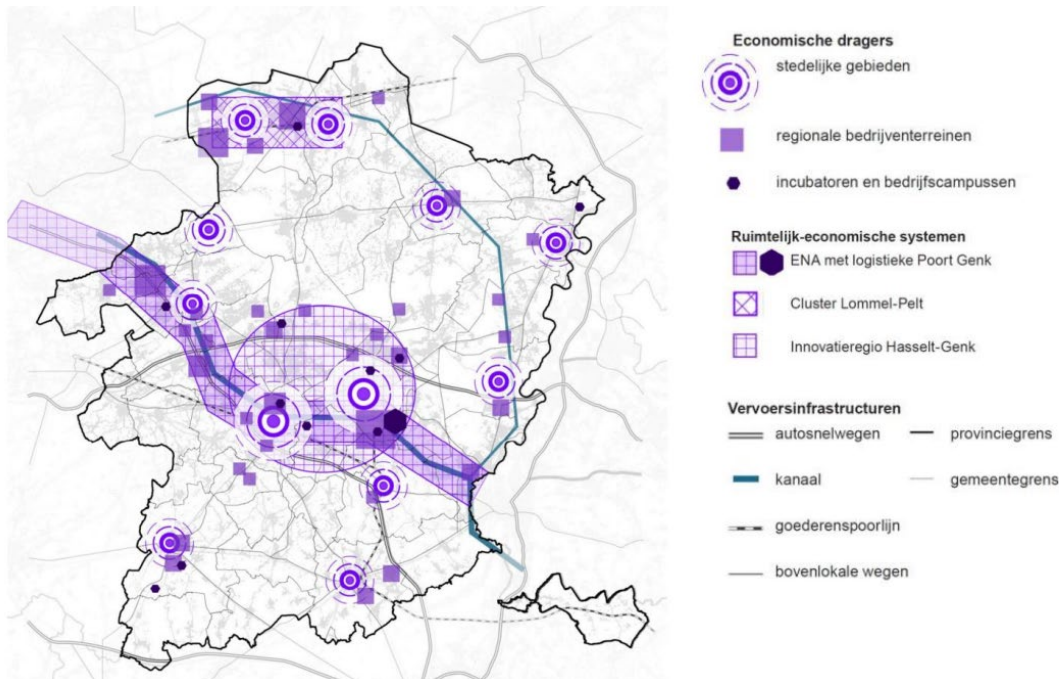 Economische dragers
stedelijke gebieden
regionale bedrijventerreinen
incubatoren en bedrijfscampussen
Ruimtelijk-economische systemen
ENA met logistieke Poort Genk
Cluster Lommel-Pelt
Innovatieregio Hasselt-Genk
Vervoersinfrastructuren
autosnelwegen
provinciegrens
kanaal
gemeentegrens
goederenspoorlijn
bovenlokale wegen